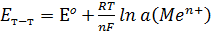 E_{т−т} = E^{o} + \frac{RT}{nF} ln a(Me^{n+})